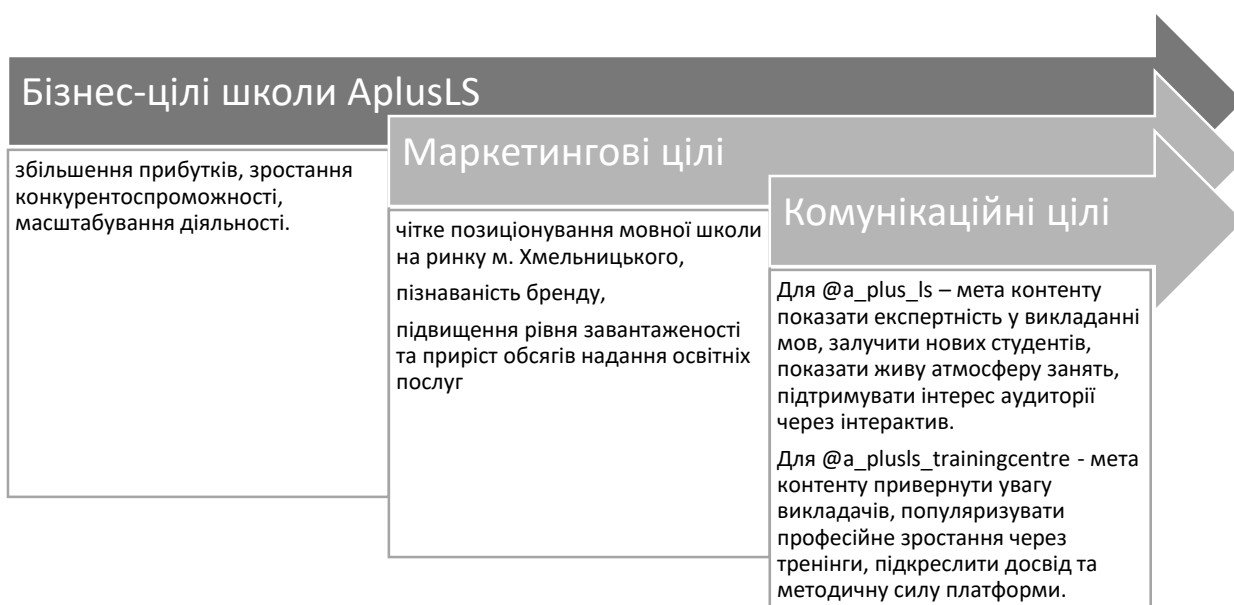 Бізнес-цілі школи AplusLS
збільшення прибутків, зростання
конкурентоспроможності,
масштабування діяльності.
Маркетингові цілі
чітке позиціонування мовної школи
на ринку м. Хмельницького,
пізнаваність бренду,
підвищення рівня завантаженості
та приріст обсягів надання освітніх
послуг
Комунікаційні цілі
Для @a_plus_ls – мета контенту
показати експертність у викладанні
мов, залучити нових студентів,
показати живу атмосферу занять,
підтримувати інтерес аудиторії
через інтерактив.
Для @a_plusls_trainingcentre - мета
контенту привернути увагу
викладачів, популяризувати
професійне зростання через
тренінги, підкреслити досвід та
методичну силу платформи.